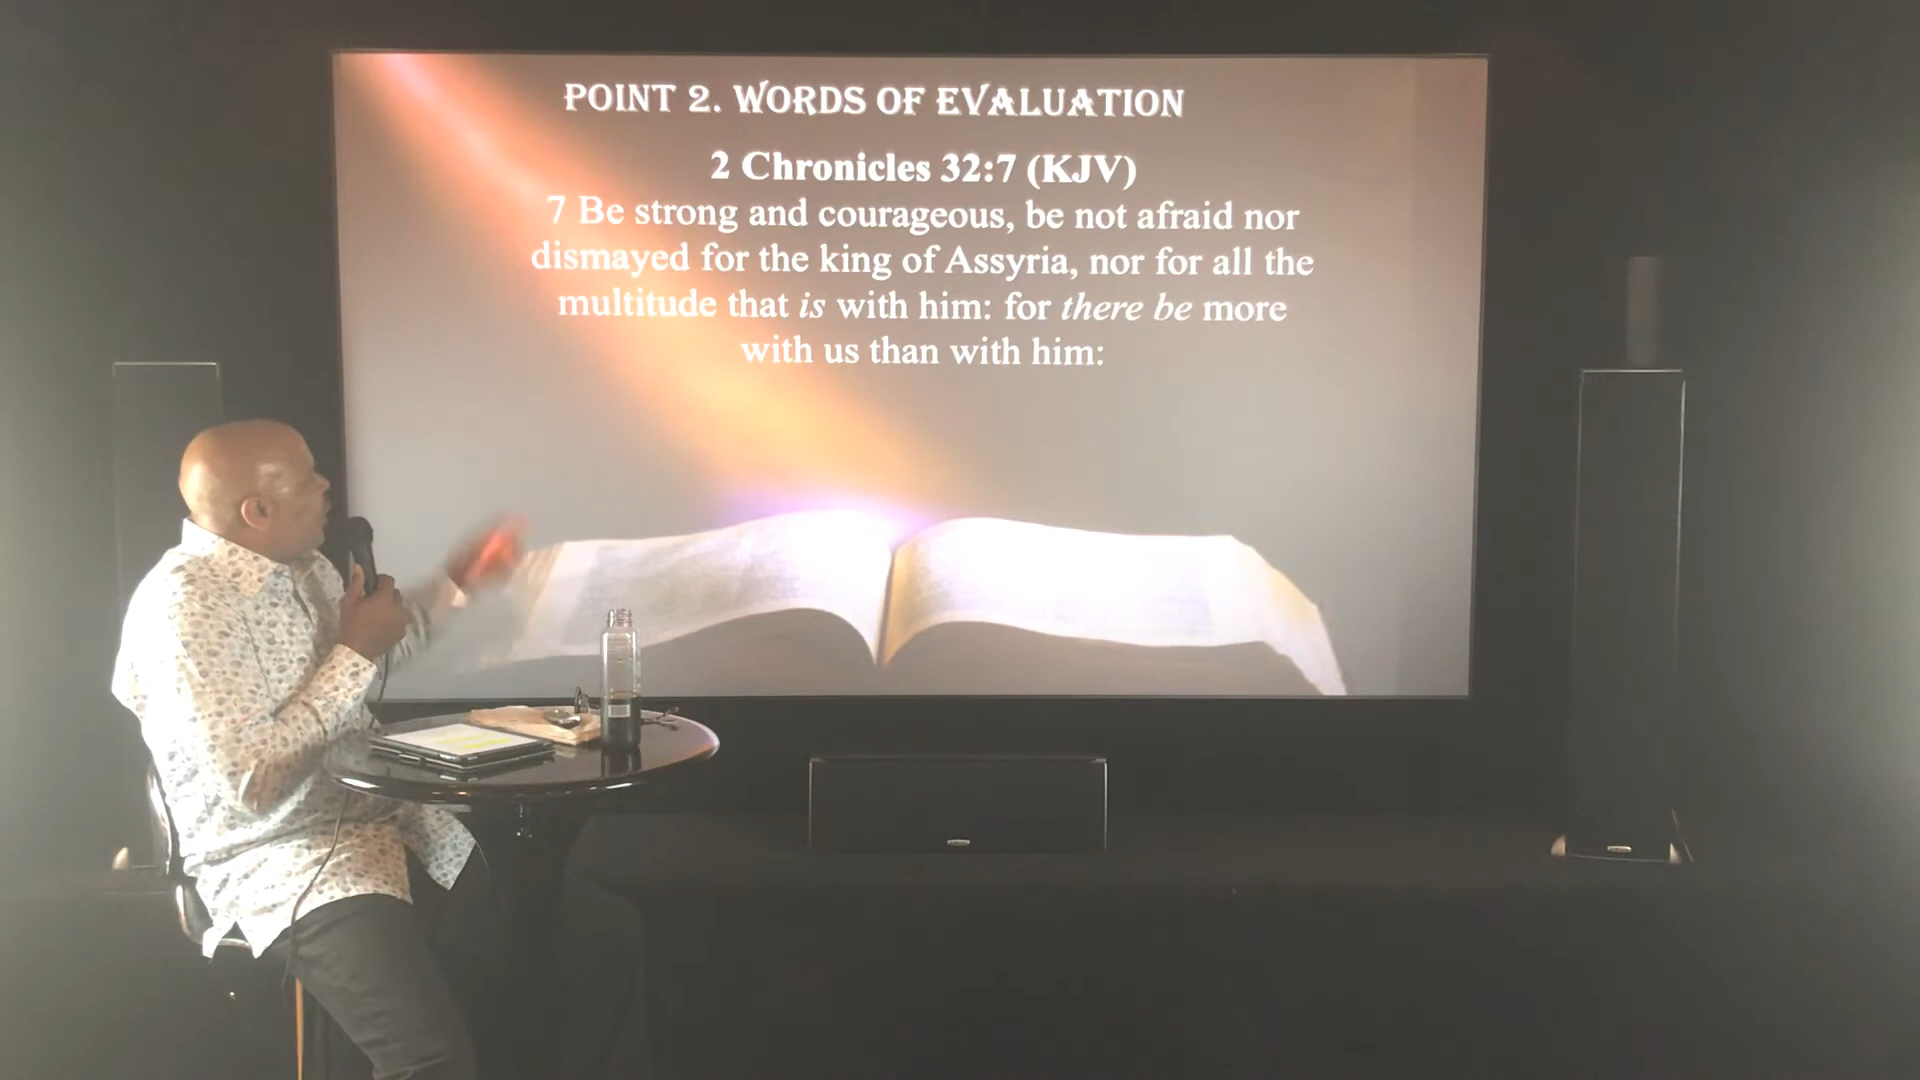 POINT 2. WORDS OF EVALUATION
2 Chronicles 32:7 (KJV)
7 Be strong and courageous, be not afraid nor
dismayed for the king of Assyria, nor for all the
multitude that is with him: for there be more
with us than with him: